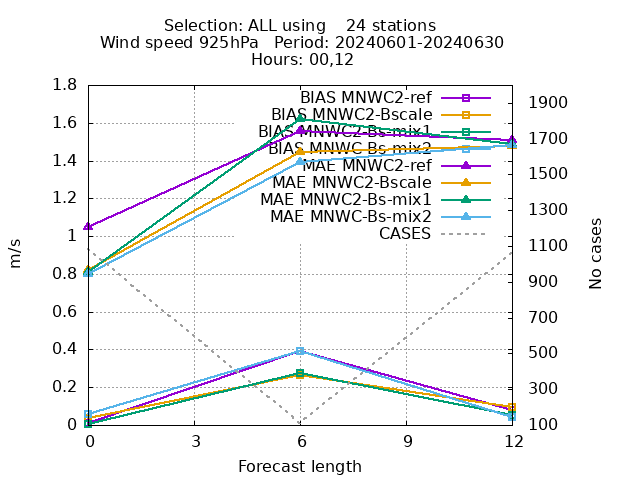 Selection: ALL using 24 stations
Wind speed 925hPa Period: 20240601-20240630
Hours: 00,12
1.8
1.6
1.4
1.2
1
0.8
0.6
0.4
0.2
0
m/s
BIAS MNWC2-ref
BIAS MNWC2-Bscale
BIAS MNWC2-Bs-mix1
BIAS MNWC-Bs-mix2
MAE MNWC2-ref
MAE MNWC2-Bscale
MAE MNWC2-Bs-mix1
MAE MNWC-Bs-mix2
CASES
1900
1700
1500
1300
1100
900
700
500
300
100
No cases
0 3 6 9 12
Forecast length